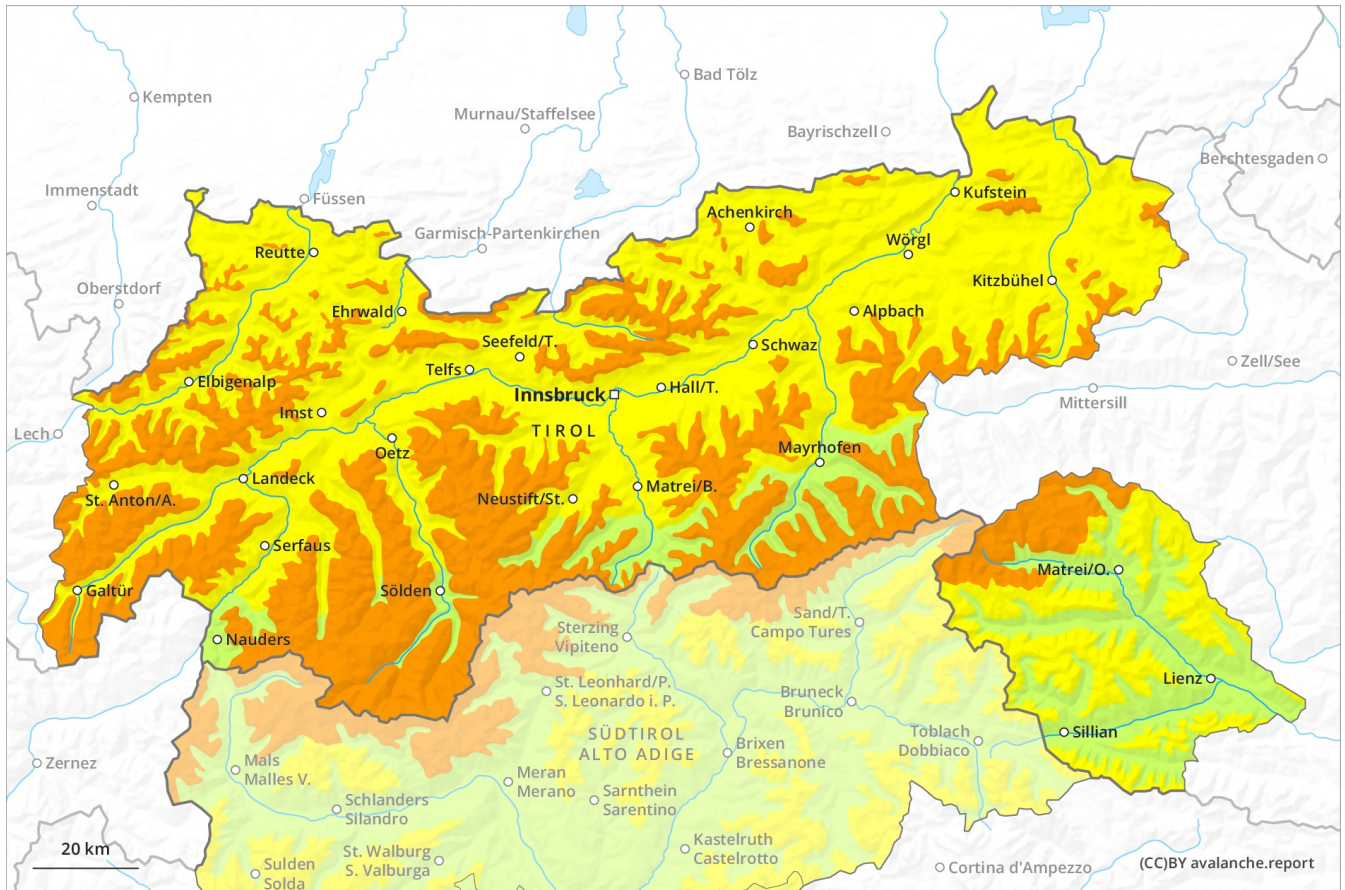 Bad Tölz
Kempten
Murnau/Staffelsee
Bayrischzell
Berchtesgaden
Immenstadt
Füssen
Kufstein
Achenkirch
Garmisch-Partenkirchen
Reutte
Wörgl
Oberstdorf
Kitzbühel
Ehrwald
Alpbach
Seefeld/T.
Schwaz
Zell/See
Telfs
Elbigenalp
Hall/T.
Innsbruck
Mittersill
Imst
TIROL
Lech
Oetz
Mayrhofen
Landeck
Matrei/B.
St. Anton/A.
Neustift/St.
Serfaus
Matrei/O.
Galtür
Sölden
Sand/T.
Campo Tures
Sterzing
Vipiteno
Nauders
Lienz
St. Leonhard/P.
S. Leonardo i. P.
Bruneck
Brunico
Sillian
SÜDTIROL
ALTO ADIGE
Toblach
Dobbiaco
Brixen
Bressanone
Zernez
Mals
Malles V.
Meran
Merano
Sarnthein
Sarentino
Schlanders
Silandro
Kastelruth
Castelrotto
20 km
St. Walburg
S. Valburga
Sulden
Solda
Cortina d'Ampezzo
(CC)BY avalanche.report